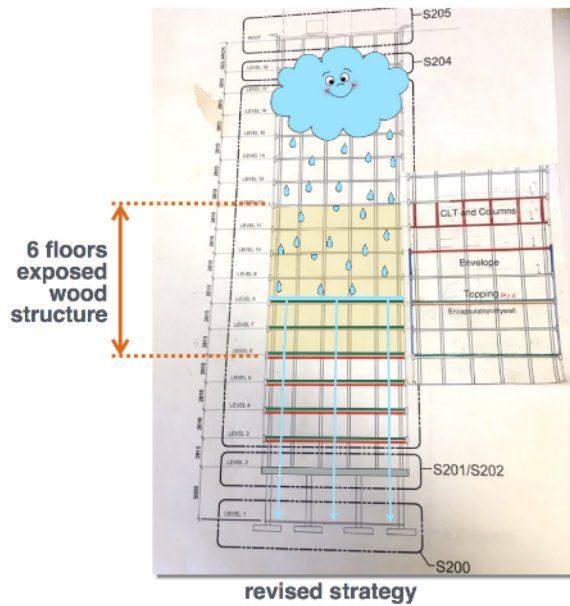 S205
ROOF
S204
LEVEL 18
LEVEL 17
LEVEL 16
LEVEL 15
LEVEL 14
LEVEL 13
CLT and Columns
LEVEL 11
6 floors
exposed
wood
structure
LEVEL 10
Envelope
LEVEL 9
LEVEL 8
Topping
Encapsulation/drywall
LEVEL 7
LEVEL 6
LEVEL 5
LEVEL 4
LEVEL 3
LEVEL 2
S201/S202
5000
LEVEL 1
S200
revised strategy